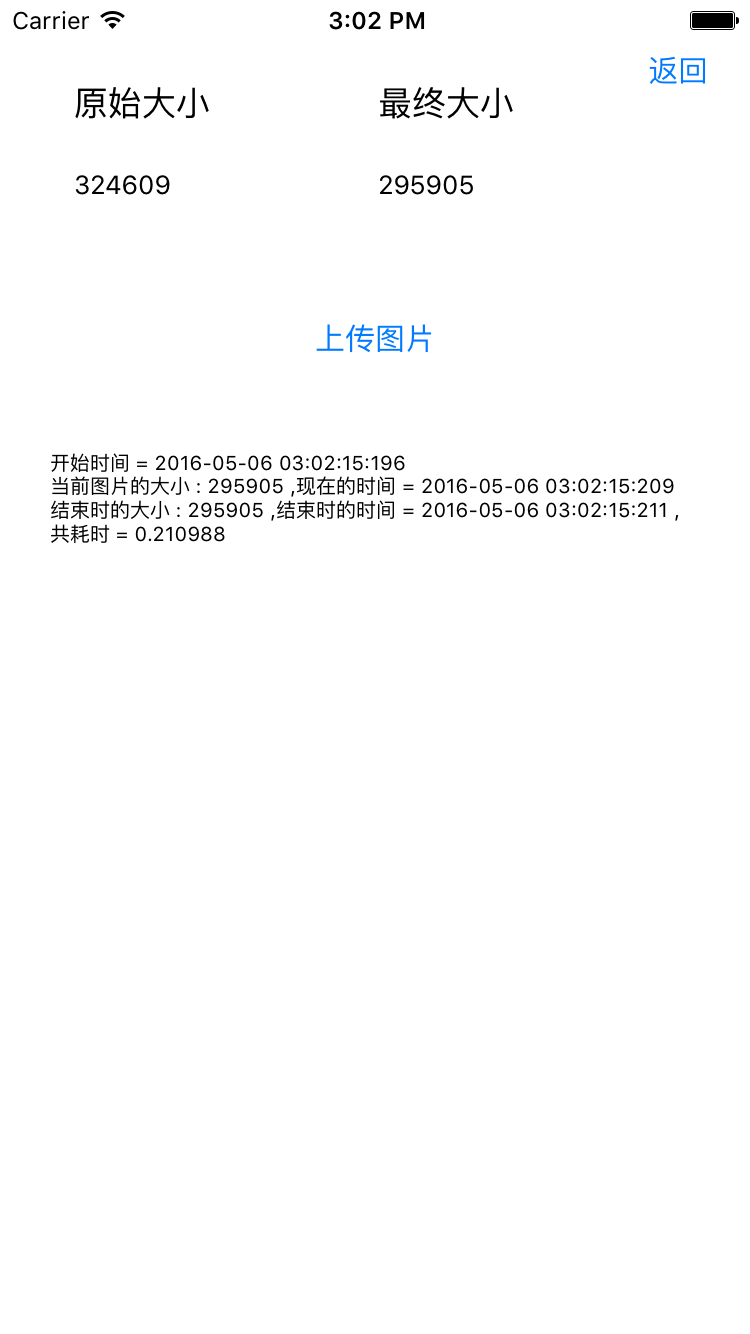 Carrier 3:02 PM
返回
原始大小 最终大小
324609 295905
上传图片
开始时间 = 2016-05-06 03:02:15:196
当前图片的大小 : 295905 ,现在的时间 = 2016-05-06 03:02:15:209
结束时的大小 : 295905 ,结束时的时间 = 2016-05-06 03:02:15:211 ,
共耗时 = 0.210988